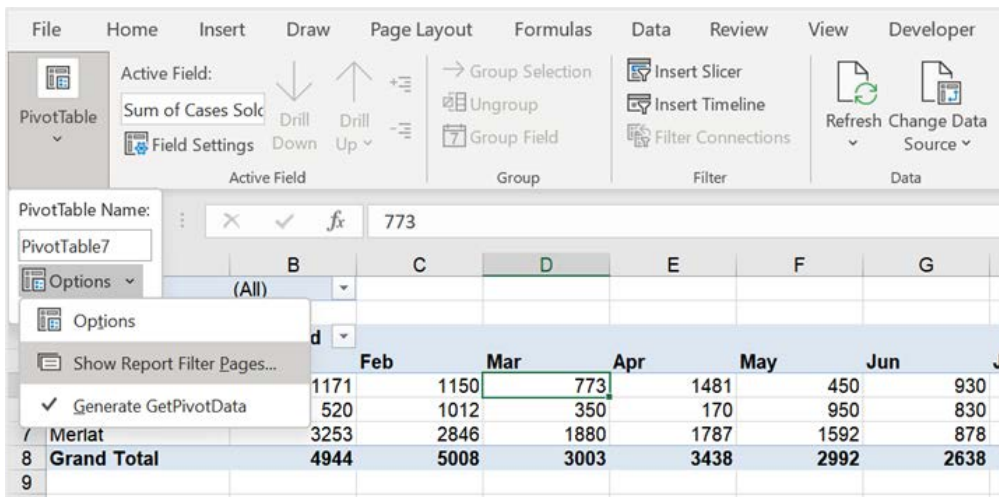 File Home Insert Draw Page Layout Formulas Data Review View Developer
PivotTable
Active Field:
Sum of Cases Solc
Field Settings
Drill Down
Drill Up
Active Field
Group Selection
Ungroup
7 Group Field
Group
Insert Slicer
Insert Timeline
Filter Connections
Filter
Refresh
Change Data Source
Data
PivotTable Name:
PivotTable7
Options
Options
Show Report Filter Pages...
Generate GetPivotData
fx 773
B C D E F G
(All)
d
Feb Mar Apr May Jun
1171 1150 773 1481 450 930
520 1012 350 170 950 830
7 Merlat 3253 2846 1880 1787 1592 878
8 Grand Total 4944 5008 3003 3438 2992 2638
9